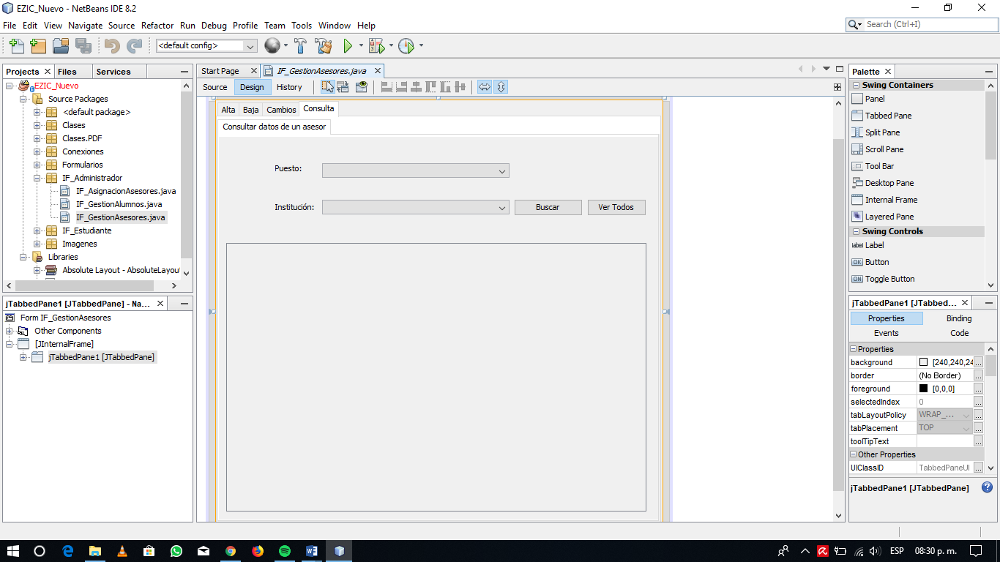 EZIC_Nuevo - NetBeans IDE 8.2
File Edit View Navigate Source Refactor Run Debug Profile Team Tools Window Help
Search (Ctrl+I)
<default config>
Projects Files Services
EZIC_Nuevo
Source Packages
<default package>
Clases
Clases.PDF
Conexiones
Formularios
IF_Administrador
IF_AsignacionAsesores.java
IF_GestionAlumnos.java
IF_GestionAsesores.java
IF_Estudiante
Imagenes
Libraries
Absolute Layout - AbsoluteLayou
jTabbedPane1 [JTabbedPane] - Na...
Form IF_GestionAsesores
Other Components
[JInternalFrame]
jTabbedPane1 [JTabbedPane]
Start Page IF_GestionAsesores.java
Source Design History
Alta Baja Cambios Consulta
Consultar datos de un asesor
Puesto:
Institución: Buscar Ver Todos
Palette
Swing Containers
Panel
Tabbed Pane
Split Pane
Scroll Pane
Tool Bar
Desktop Pane
Internal Frame
Layered Pane
Swing Controls
label Label
OK Button
ON Toggle Button
jTabbedPane1 [JTabbed...
Properties Binding
Events Code
Properties
background [240,240,24 ...
border (No Border) ...
foreground [0,0,0] ...
selectedIndex 0 ...
tabLayoutPolicy WRAP_... ...
tabPlacement TOP ...
toolTipText ...
Other Properties
UIClassID TabbedPaneUI ...
jTabbedPane1 [JTabbedPane]
ESP 08:30 p. m.